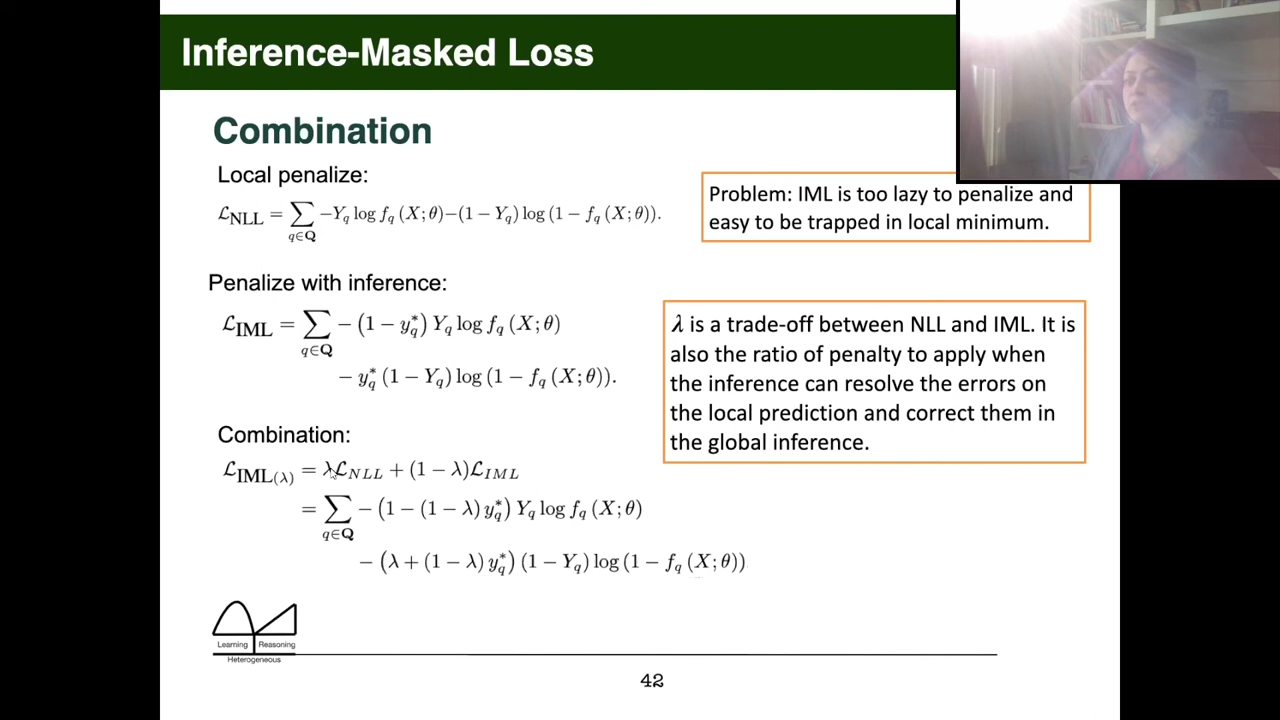 Inference-Masked Loss
Combination
Local penalize:
ℒ_NLL = ∑_{q∈Q} −Y_q log f_q (X; θ)−(1 − Y_q) log (1 − f_q (X; θ)).
Problem: IML is too lazy to penalize and
easy to be trapped in local minimum.
Penalize with inference:
ℒ_IML = ∑_{q∈Q} − (1 − y*_q) Y_q log f_q (X; θ)
− y*_q (1 − Y_q) log (1 − f_q (X; θ)).
λ is a trade-off between NLL and IML. It is
also the ratio of penalty to apply when
the inference can resolve the errors on
the local prediction and correct them in
the global inference.
Combination:
ℒ_IML(λ) = λℒ_NLL + (1 − λ)ℒ_IML
= ∑_{q∈Q} − (1 − (1 − λ) y*_q) Y_q log f_q (X; θ)
− (λ + (1 − λ) y*_q) (1 − Y_q) log (1 − f_q (X; θ))
Learning Reasoning
Heterogeneous
42